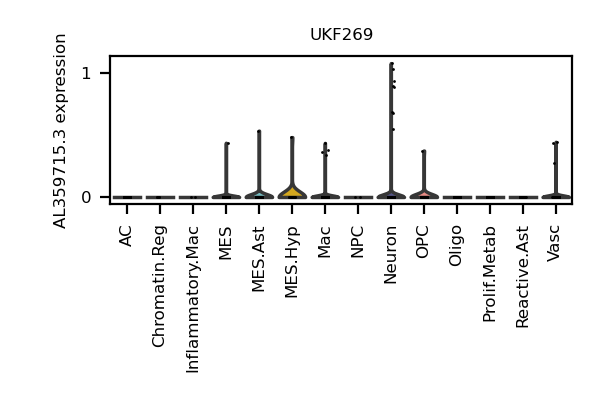 UKF269
AL359715.3 expression
1
0
AC
Chromatin.Reg
Inflammatory.Mac
MES
MES.Ast
MES.Hyp
Mac
NPC
Neuron
OPC
Oligo
Prolif.Metab
Reactive.Ast
Vasc